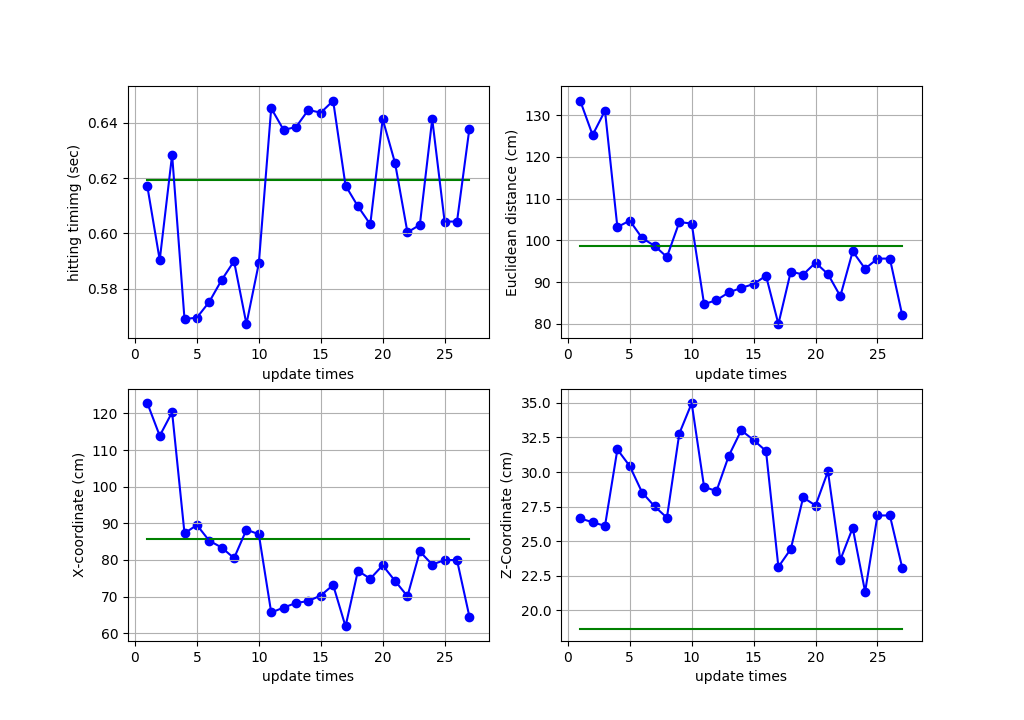 hitting timimg (sec)
0.64
0.62
0.60
0.58
0 5 10 15 20 25
update times
Euclidean distance (cm)
130
120
110
100
90
80
0 5 10 15 20 25
update times
X-coordinate (cm)
120
110
100
90
80
70
60
0 5 10 15 20 25
update times
Z-Coordinate (cm)
35.0
32.5
30.0
27.5
25.0
22.5
20.0
0 5 10 15 20 25
update times